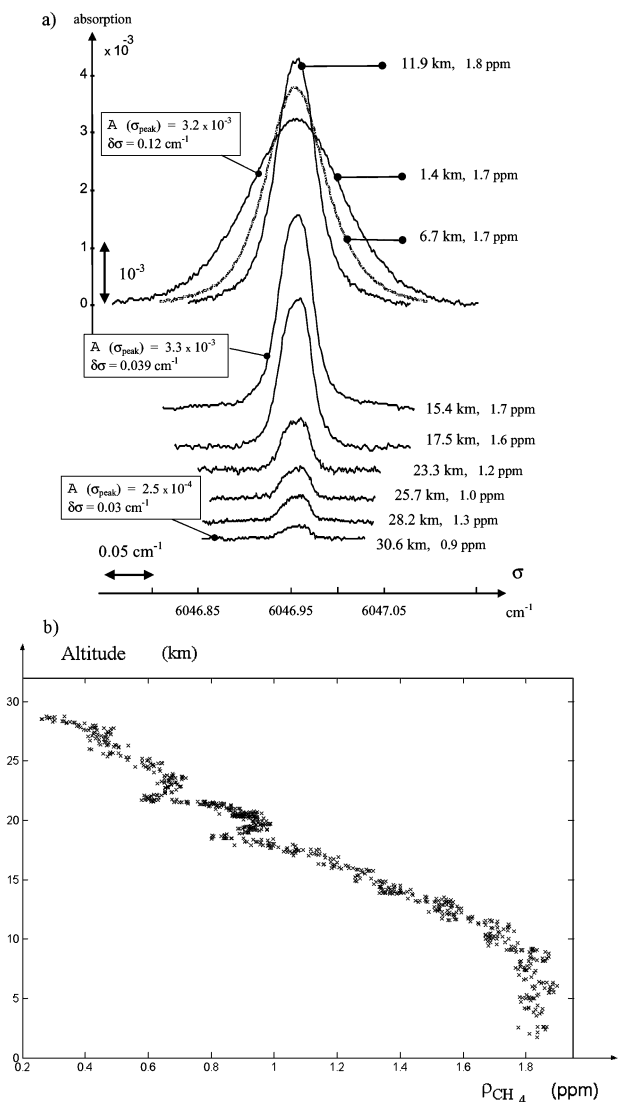 a)
absorption
x 10⁻³
11.9 km, 1.8 ppm
4
A (σpeak) = 3.2 x 10⁻³
δσ = 0.12 cm⁻¹
3
1.4 km, 1.7 ppm
2
6.7 km, 1.7 ppm
1
10⁻³
0
A (σpeak) = 3.3 x 10⁻³
δσ = 0.039 cm⁻¹
15.4 km, 1.7 ppm
17.5 km, 1.6 ppm
23.3 km, 1.2 ppm
A (σpeak) = 2.5 x 10⁻⁴
δσ = 0.03 cm⁻¹
25.7 km, 1.0 ppm
28.2 km, 1.3 ppm
30.6 km, 0.9 ppm
0.05 cm⁻¹
σ
6046.85 6046.95 6047.05 cm⁻¹
b)
Altitude (km)
30
25
20
15
10
5
0
0.2 0.4 0.6 0.8 1 1.2 1.4 1.6 1.8
ρCH₄ (ppm)